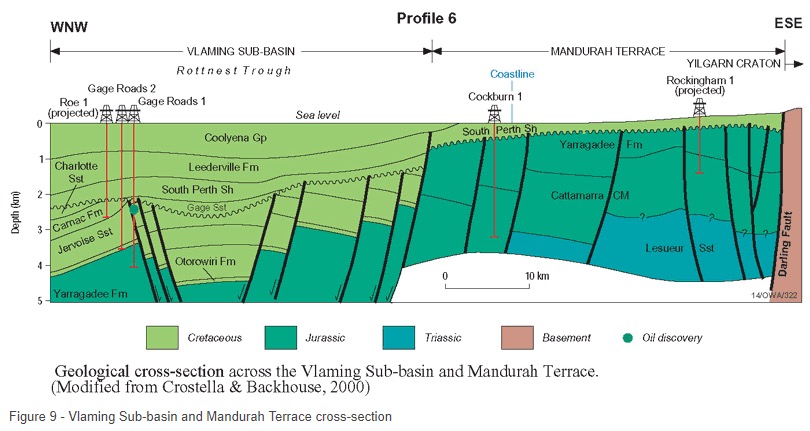 Profile 6
WNW
ESE
VLAMING SUB-BASIN
MANDURAH TERRACE
YILGARN CRATON
Rottnest Trough
Coastline
Gage Roads 2
Roe 1
(projected)
Gage Roads 1
Cockburn 1
Rockingham 1
(projected)
Sea level
0
1
2
3
4
5
Depth (km)
Coolyena Gp
South Perth Sh
Yarragadee Fm
Leederville Fm
Charlotte
Sst
South Perth Sh
Gage Sst
Cattamarra CM
Carnac Fm
Jervoise Sst
? ? ?
Lesueur Sst
Otorowiri Fm
Yarragadee Fm
Darling Fault
0 10 km
14/OWA/322
Cretaceous
Jurassic
Triassic
Basement
Oil discovery
Geological cross-section across the Vlaming Sub-basin and Mandurah Terrace.
(Modified from Crostella & Backhouse, 2000)
Figure 9 - Vlaming Sub-basin and Mandurah Terrace cross-section